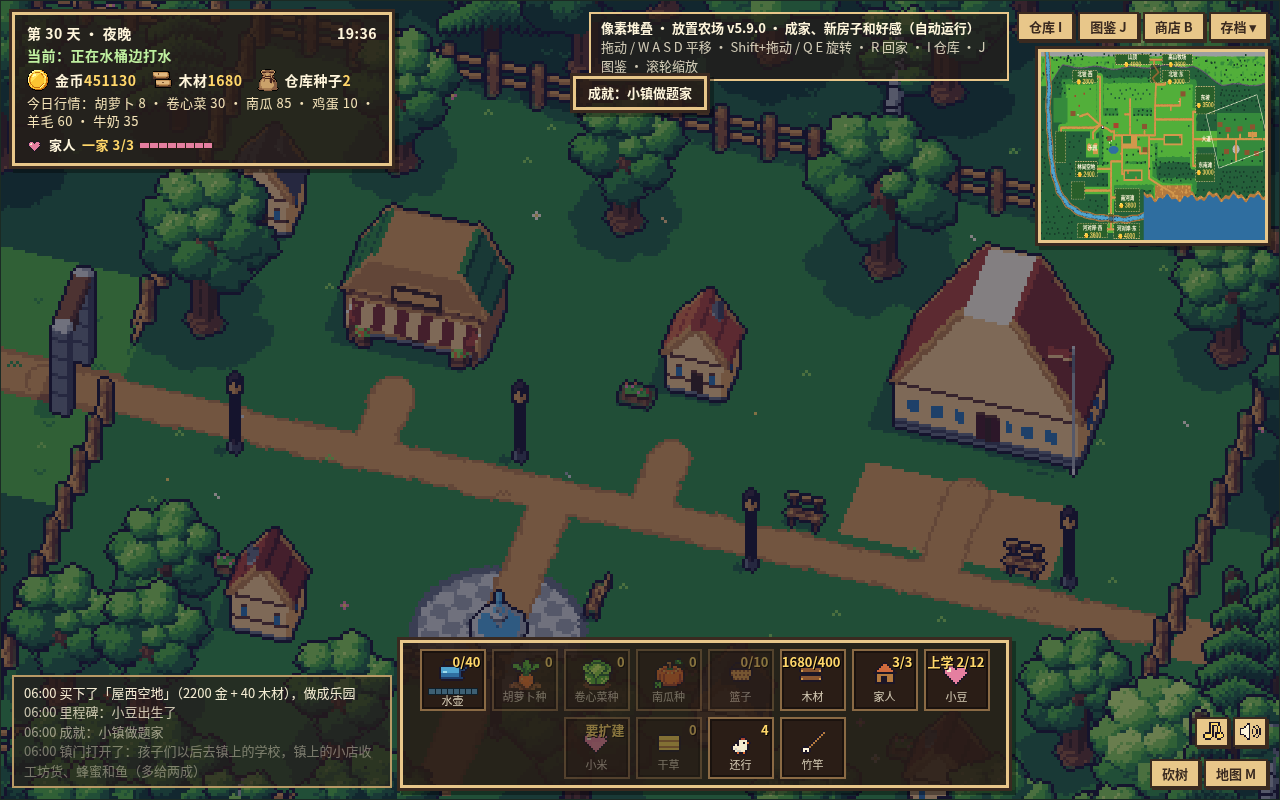 第 30 天 · 夜晚 19:36
当前：正在水桶边打水
金币451130 木材1680 仓库种子2
今日行情：胡萝卜 8 · 卷心菜 30 · 南瓜 85 · 鸡蛋 10 ·
羊毛 60 · 牛奶 35
家人 一家 3/3
像素堆叠 · 放置农场 v5.9.0 · 成家、新房子和好感（自动运行）
拖动 / W A S D 平移 · Shift+拖动 / Q E 旋转 · R 回家 · I 仓库 · J
图鉴 · 滚轮缩放
成就：小镇做题家
仓库 I
图鉴 J
商店 B
存档 ▾
06:00 买下了「屋西空地」（2200 金 + 40 木材），做成乐园
06:00 里程碑：小豆出生了
06:00 成就：小镇做题家
06:00 镇门打开了：孩子们以后去镇上的学校，镇上的小店收
工坊货、蜂蜜和鱼（多给两成）
0/40
水壶
0
胡萝卜种
0
卷心菜种
0
南瓜种
0/10
篮子
1680/400
木材
3/3
家人
上学 2/12
小豆
要扩建
小米
0
干草
4
还行
竹竿
砍树
地图 M